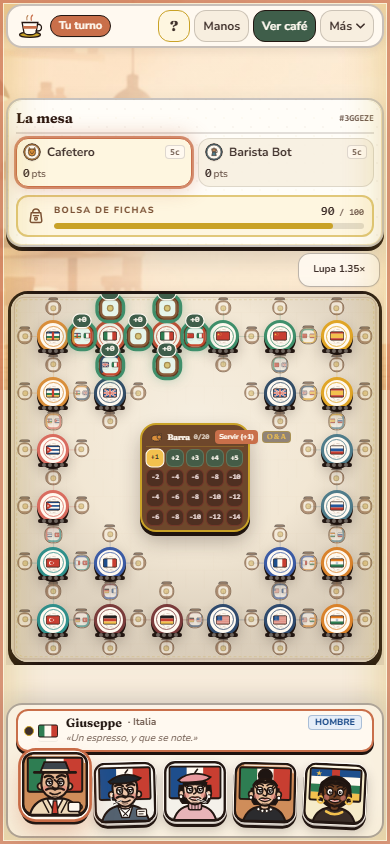 Tu turno
?
Manos
Ver café
Más
La mesa
#3GGEZE
Cafetero
5c
0 pts
Barista Bot
5c
0 pts
BOLSA DE FICHAS
90 / 100
Lupa 1.35×
+0 +0
+0 +0 +0
+0 +0
Barra 0/20 Servir (+1)
+1 +2 +3 +4 +5
-2 -4 -6 -8 -10
-4 -6 -8 -10 -12
-6 -8 -10 -12 -14
Giuseppe · Italia
HOMBRE
«Un espresso, y que se note.»